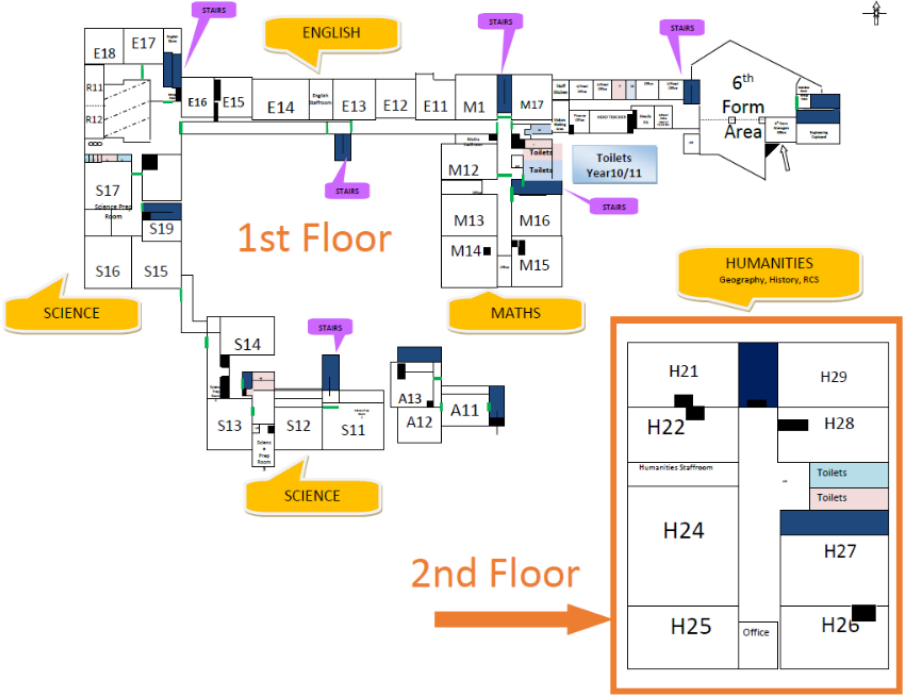 STAIRS
ENGLISH
STAIRS
STAIRS
E18
E17
R11
R12
E16
E15
E14
English
Staffroom
E13
E12
E11
M1
M17
6th
Form
Area
Toilets
Toilets
Toilets
Year10/11
STAIRS
M12
S17
Science Prep
Room
S19
STAIRS
M13
M16
1st Floor
M14
M15
S16
S15
HUMANITIES
Geography, History, RCS
SCIENCE
MATHS
STAIRS
S14
S13
S12
S11
Prep
Room
A13
A12
A11
SCIENCE
H21
H29
H22
H28
Humanities Staffroom
Toilets
Toilets
H24
H27
2nd Floor
H25
Office
H26